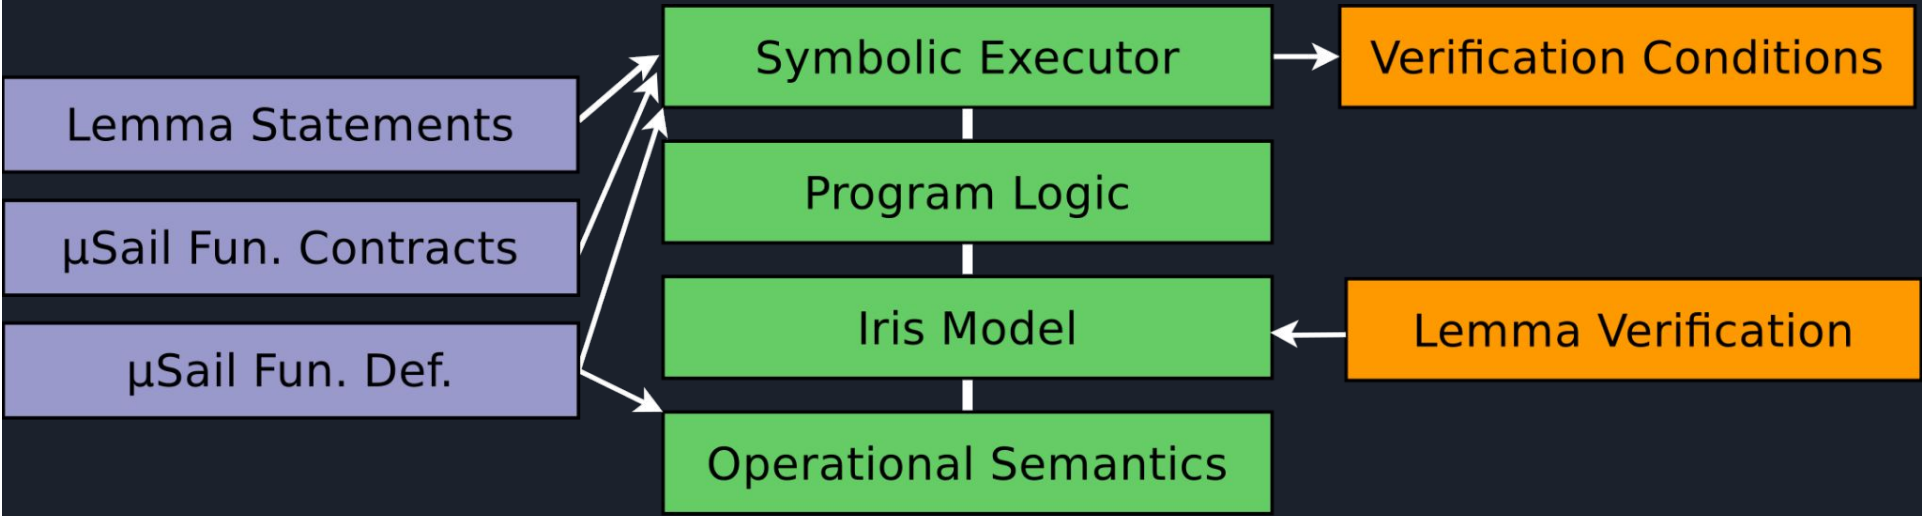 Lemma Statements
μSail Fun. Contracts
μSail Fun. Def.
Symbolic Executor
Program Logic
Iris Model
Operational Semantics
Verification Conditions
Lemma Verification